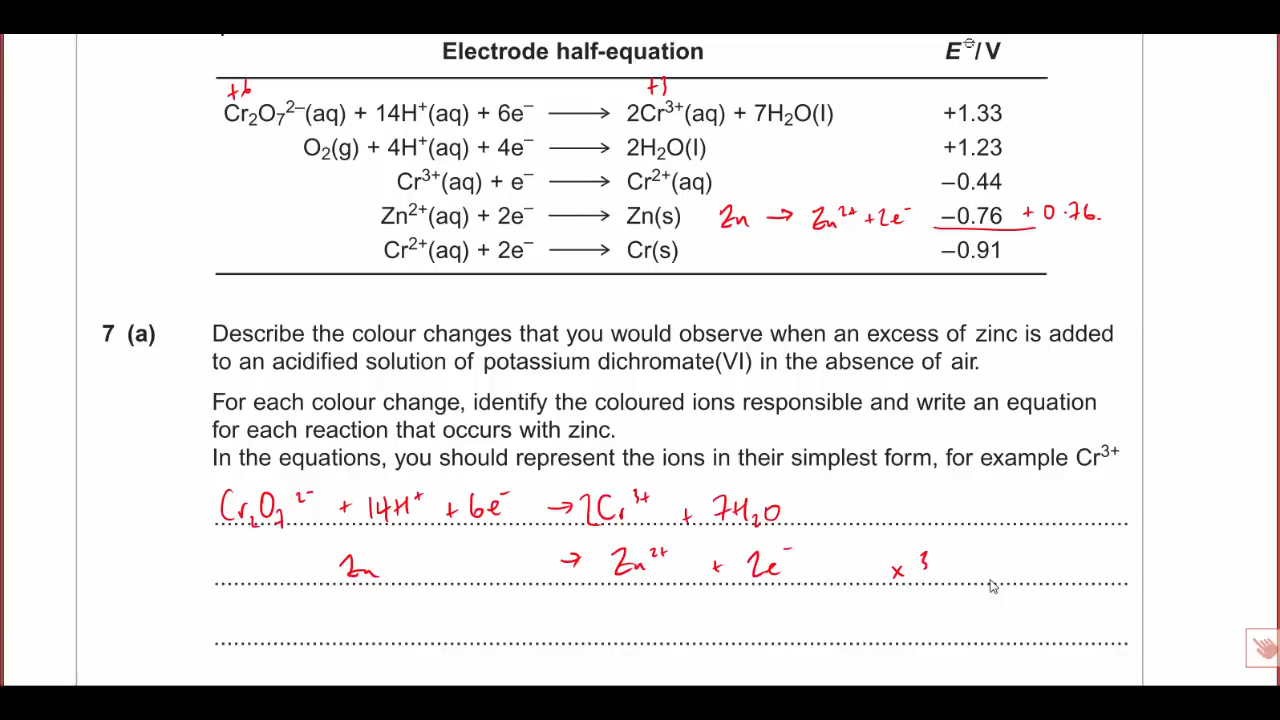 Electrode half-equation E⦵/V
+6 +3
Cr₂O₇²⁻(aq) + 14H⁺(aq) + 6e⁻ ⟶ 2Cr³⁺(aq) + 7H₂O(l) +1.33
O₂(g) + 4H⁺(aq) + 4e⁻ ⟶ 2H₂O(l) +1.23
Cr³⁺(aq) + e⁻ ⟶ Cr²⁺(aq) –0.44
Zn²⁺(aq) + 2e⁻ ⟶ Zn(s) Zn → Zn²⁺ + 2e⁻ –0.76 + 0.76.
Cr²⁺(aq) + 2e⁻ ⟶ Cr(s) –0.91
7 (a) Describe the colour changes that you would observe when an excess of zinc is added
to an acidified solution of potassium dichromate(VI) in the absence of air.
For each colour change, identify the coloured ions responsible and write an equation
for each reaction that occurs with zinc.
In the equations, you should represent the ions in their simplest form, for example Cr³⁺
Cr₂O₇²⁻ + 14H⁺ + 6e⁻ → 2Cr³⁺ + 7H₂O
Zn → Zn²⁺ + 2e⁻ × 3